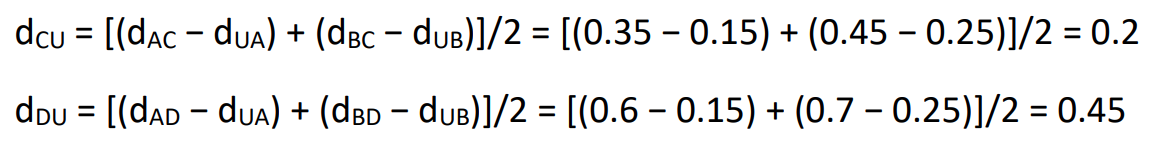 dCU = [(dAC − dUA) + (dBC − dUB)]/2 = [(0.35 − 0.15) + (0.45 − 0.25)]/2 = 0.2
dDU = [(dAD − dUA) + (dBD − dUB)]/2 = [(0.6 − 0.15) + (0.7 − 0.25)]/2 = 0.45